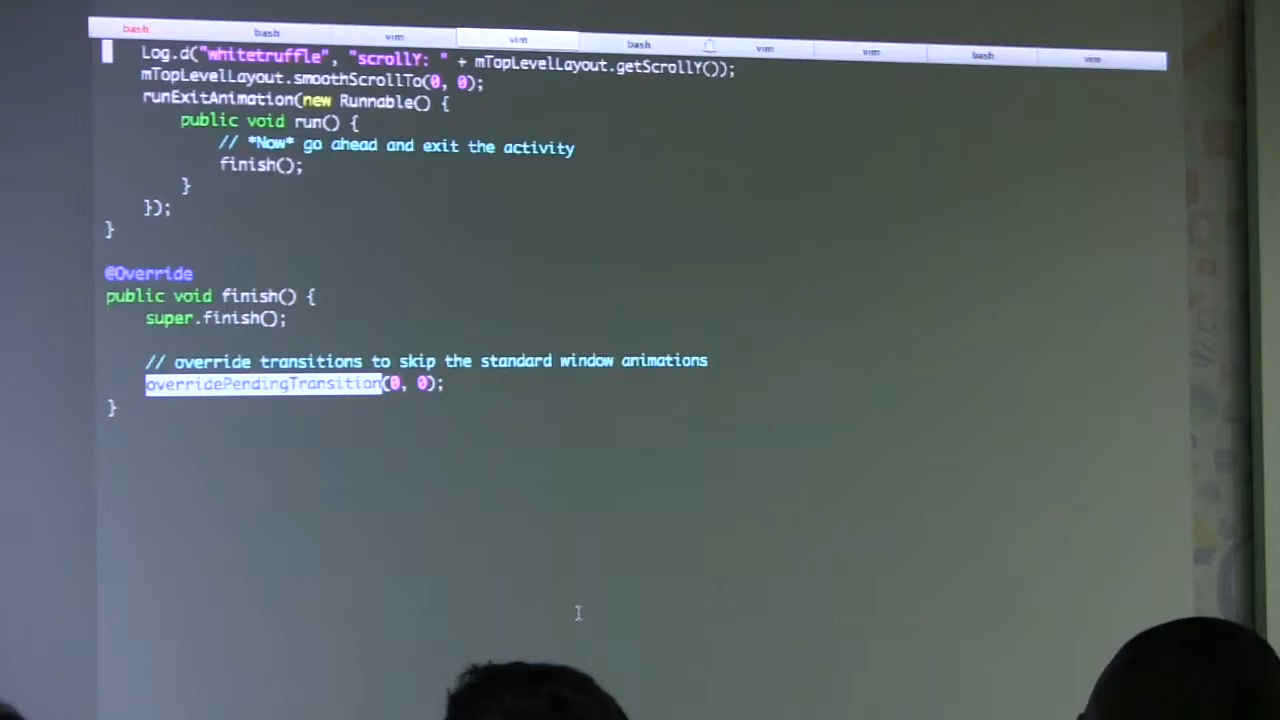 bash bash vim vim bash vim vim bash vim
Log.d("whitetruffle", "scrollY: " + mTopLevelLayout.getScrollY());
mTopLevelLayout.smoothScrollTo(0, 0);
runExitAnimation(new Runnable() {
public void run() {
// *Now* go ahead and exit the activity
finish();
}
});
}
@Override
public void finish() {
super.finish();
// override transitions to skip the standard window animations
overridePendingTransition(0, 0);
}